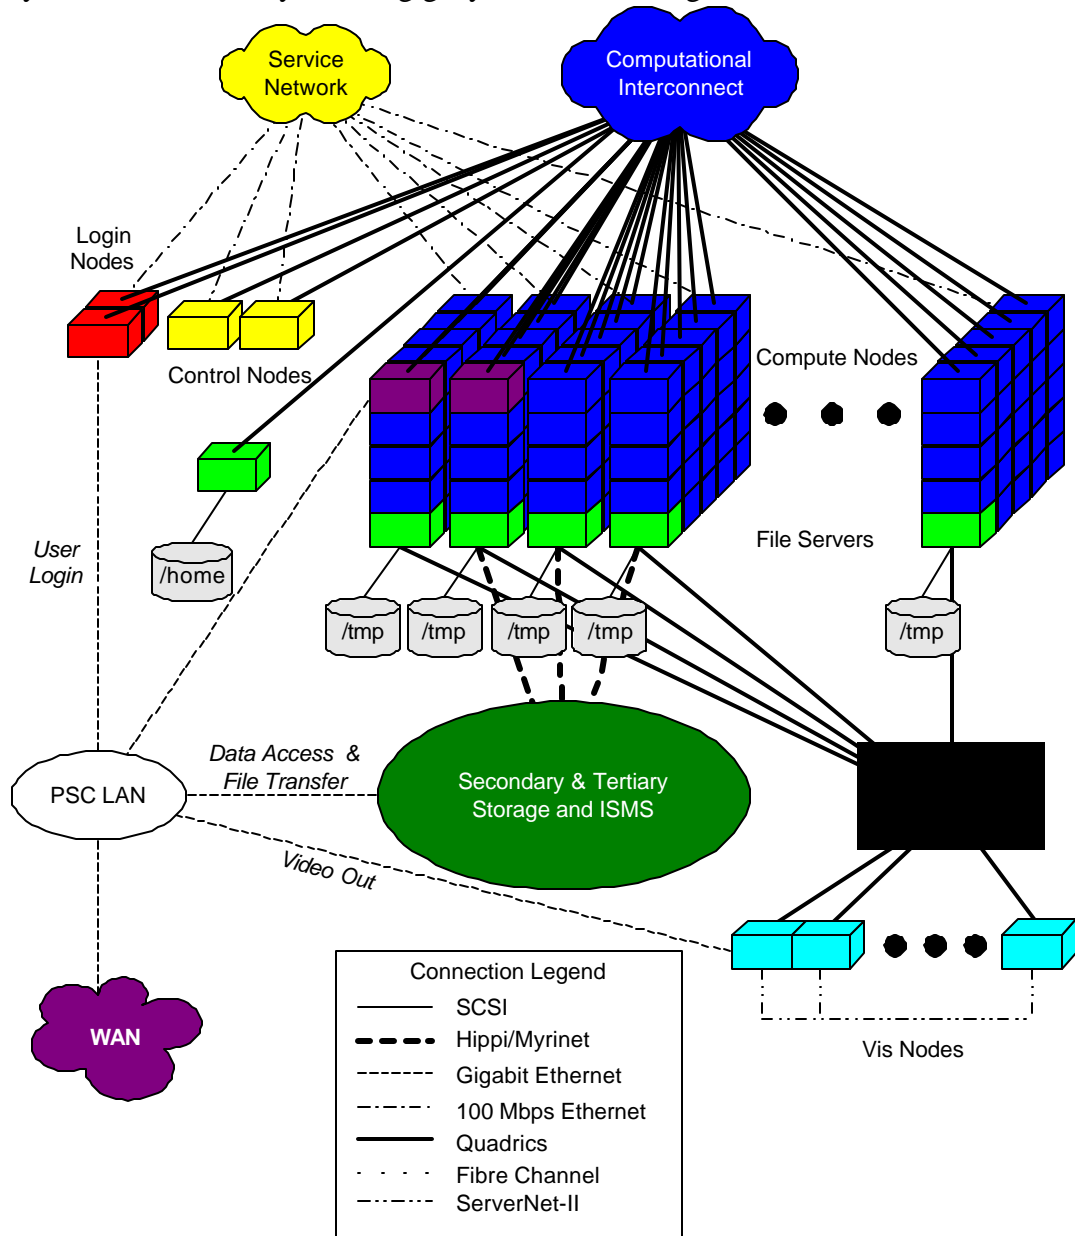 Service
Network
Computational
Interconnect
Login
Nodes
Control Nodes
Compute Nodes
User
Login
/home
File Servers
/tmp
/tmp
/tmp
/tmp
/tmp
Data Access &
File Transfer
PSC LAN
Secondary & Tertiary
Storage and ISMS
Video Out
WAN
Vis Nodes
Connection Legend
SCSI
Hippi/Myrinet
Gigabit Ethernet
100 Mbps Ethernet
Quadrics
Fibre Channel
ServerNet-II